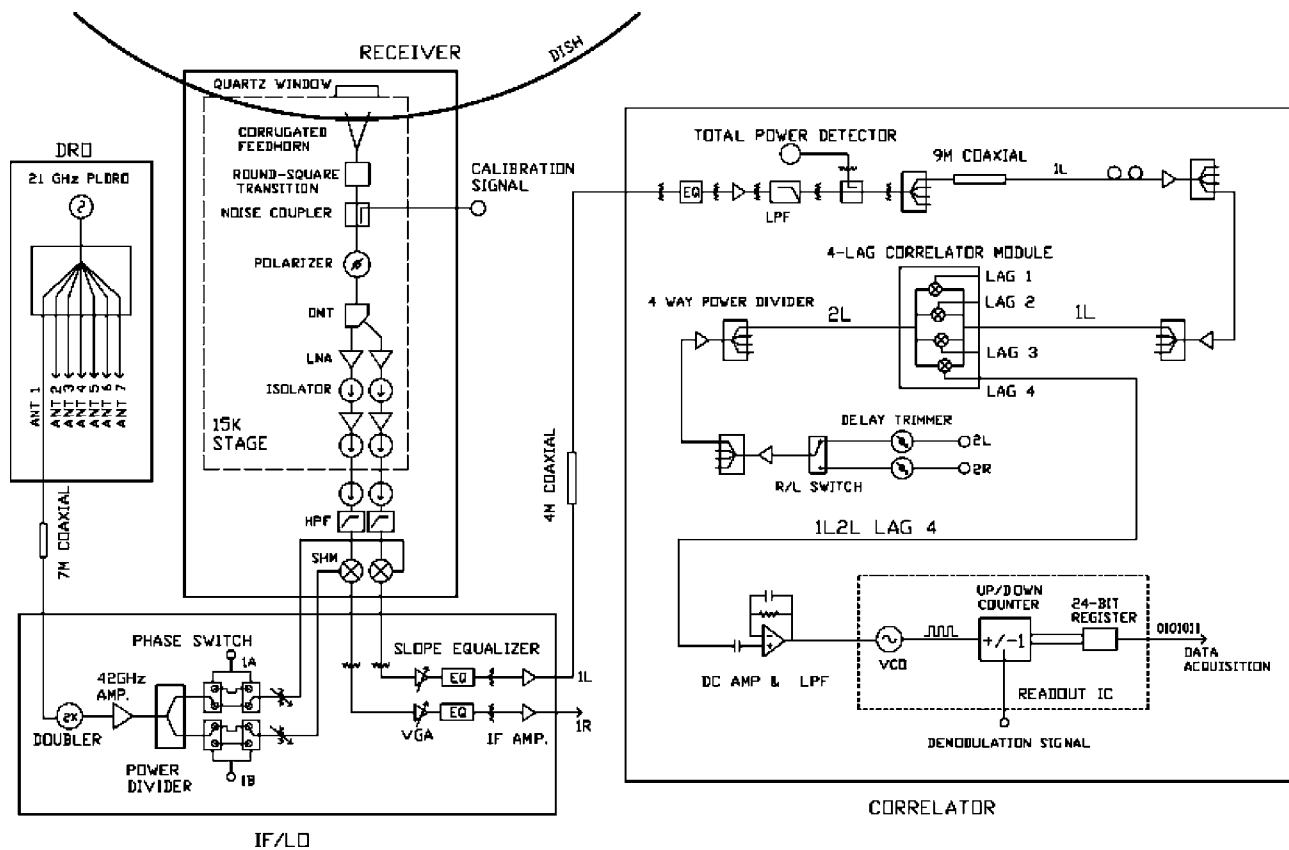 RECEIVER
DISH
QUARTZ WINDOW
CORRUGATED
FEEDHORN
ROUND-SQUARE
TRANSITION
NOISE COUPLER
CALIBRATION
SIGNAL
POLARIZER
OMT
LNA
ISOLATOR
15K
STAGE
HPF
SHM
DRO
21 GHz PLDRO
ANT 1
ANT 2
ANT 3
ANT 4
ANT 5
ANT 6
ANT 7
7M COAXIAL
4M COAXIAL
PHASE SWITCH
1A
42GHz
AMP.
2X
DOUBLER
POWER
DIVIDER
1B
SLOPE EQUALIZER
EQ
1L
EQ
1R
VGA
IF AMP.
IF/LO
TOTAL POWER DETECTOR
9M COAXIAL
1L
EQ
LPF
4-LAG CORRELATOR MODULE
LAG 1
LAG 2
LAG 3
LAG 4
4 WAY POWER DIVIDER
2L
1L
DELAY TRIMMER
2L
2R
R/L SWITCH
1L2L LAG 4
UP/DOWN
COUNTER
24-BIT
REGISTER
+/-1
0101011
DATA
ACQUISITION
VCO
DC AMP & LPF
READOUT IC
DEMODULATION SIGNAL
CORRELATOR